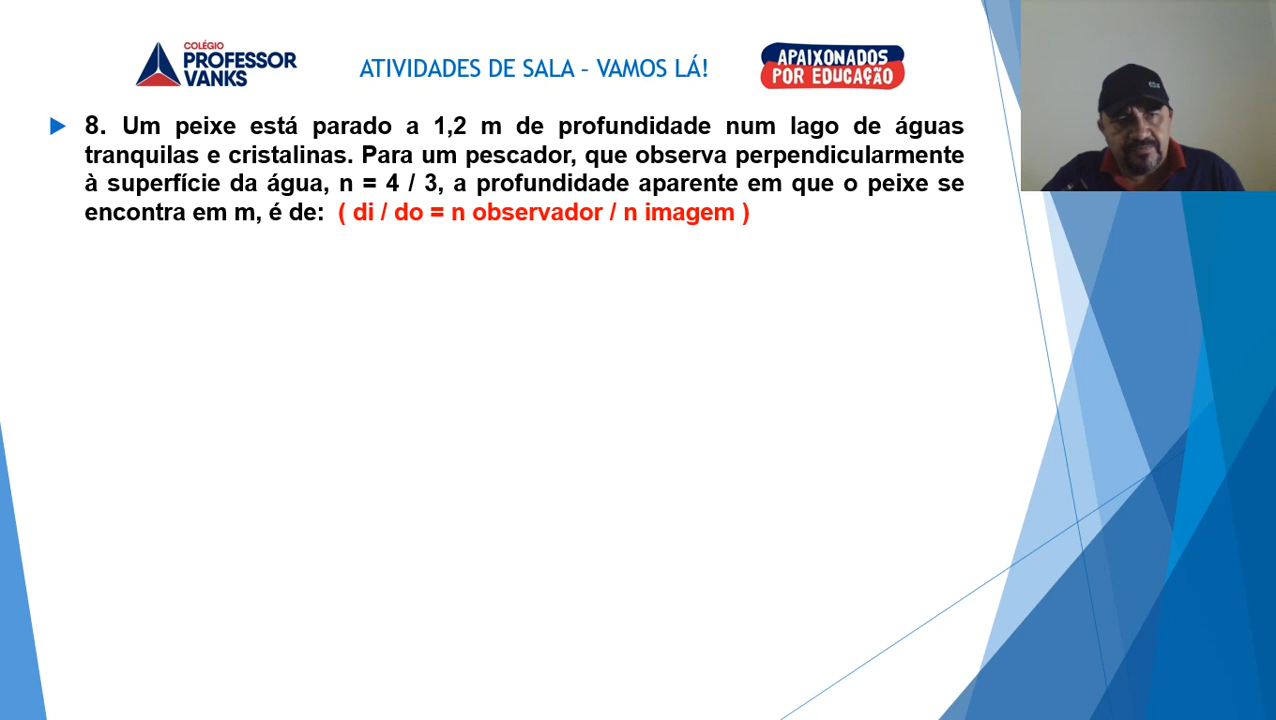 COLÉGIO
PROFESSOR
VANKS
ATIVIDADES DE SALA – VAMOS LÁ!
APAIXONADOS
POR EDUCAÇÃO
8. Um peixe está parado a 1,2 m de profundidade num lago de águas
tranquilas e cristalinas. Para um pescador, que observa perpendicularmente
à superfície da água, n = 4 / 3, a profundidade aparente em que o peixe se
encontra em m, é de: ( di / do = n observador / n imagem )